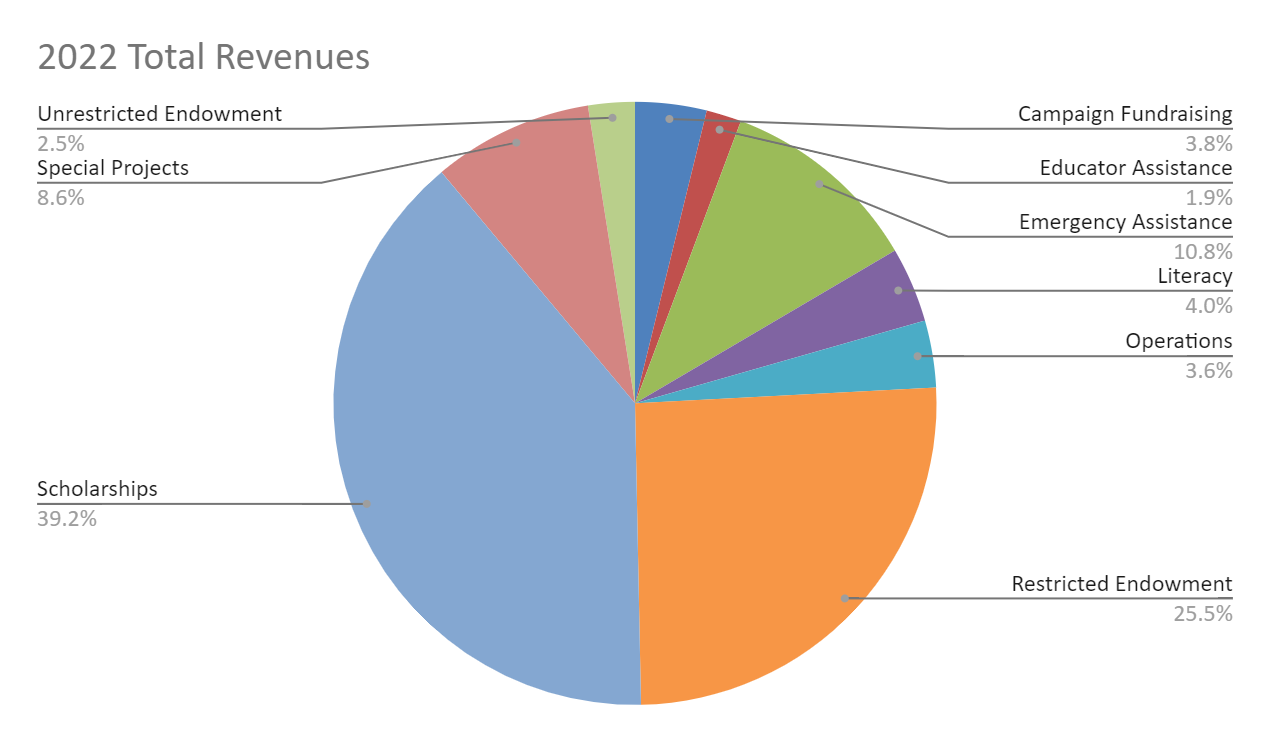 2022 Total Revenues
Unrestricted Endowment
2.5%
Special Projects
8.6%
Scholarships
39.2%
Campaign Fundraising
3.8%
Educator Assistance
1.9%
Emergency Assistance
10.8%
Literacy
4.0%
Operations
3.6%
Restricted Endowment
25.5%